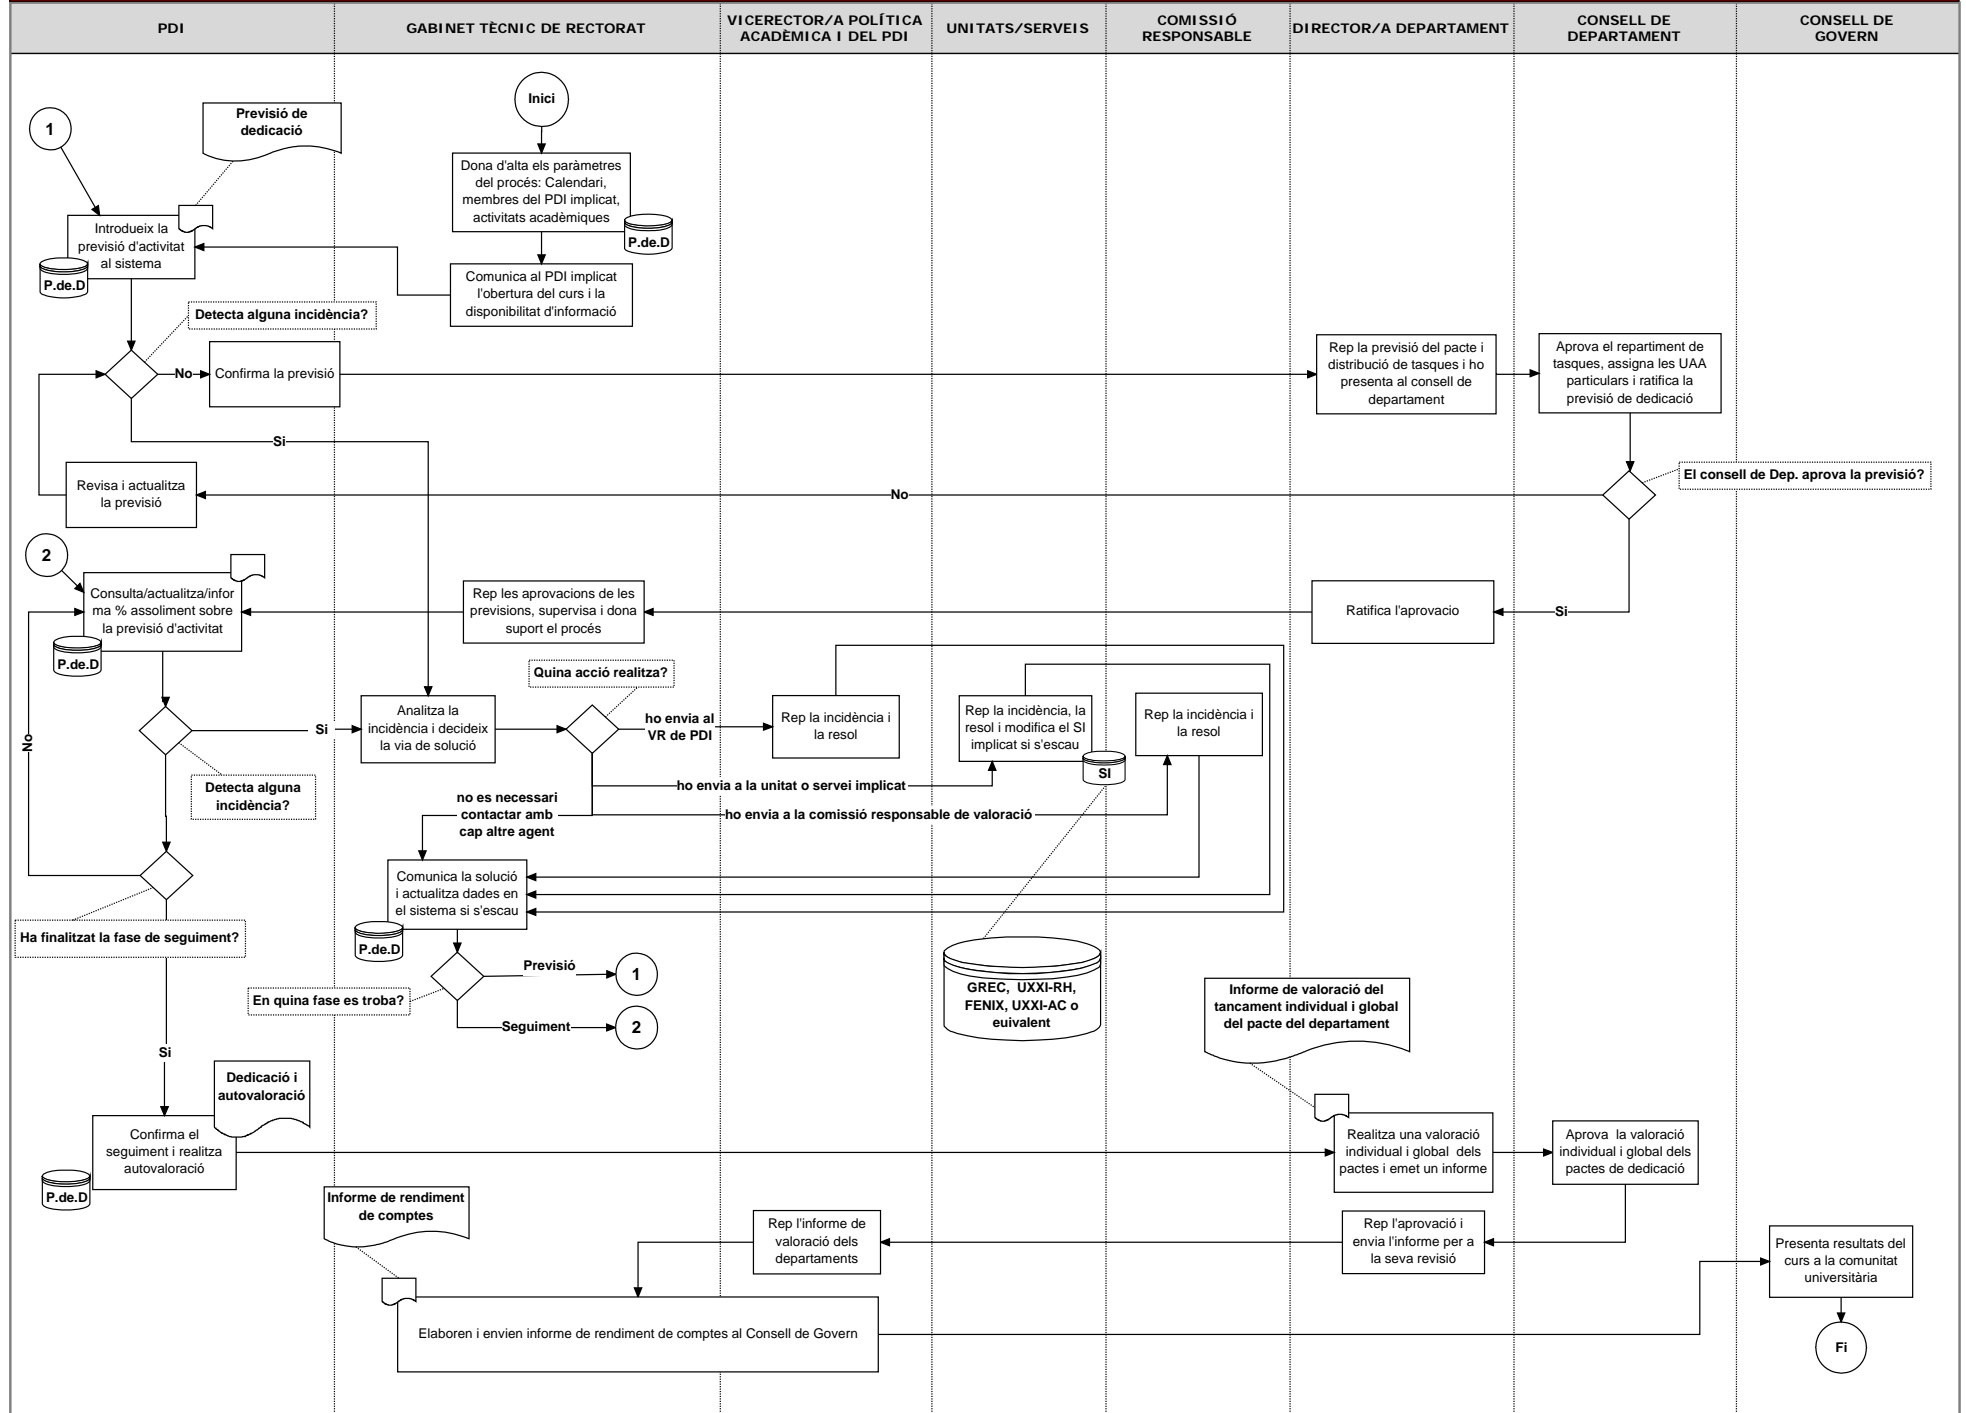 PDI
GABINET TÈCNIC DE RECTORAT
VICERECTOR/A POLÍTICA
ACADÈMICA I DEL PDI
UNITATS/SERVEIS
COMISSIÓ
RESPONSABLE
DIRECTOR/A DEPARTAMENT
CONSELL DE
DEPARTAMENT
CONSELL DE
GOVERN
Inici
1
Previsió de
dedicació
Dona d'alta els paràmetres
del procés: Calendari,
membres del PDI implicat,
activitats acadèmiques
P.de.D
Introdueix la
previsió d'activitat
al sistema
P.de.D
Comunica al PDI implicat
l'obertura del curs i la
disponibilitat d'informació
Detecta alguna incidència?
No
Confirma la previsió
Rep la previsió del pacte i
distribució de tasques i ho
presenta al consell de
departament
Aprova el repartiment de
tasques, assigna les UAA
particulars i ratifica la
previsió de dedicació
Si
El consell de Dep. aprova la previsió?
Revisa i actualitza
la previsió
No
2
Consulta/actualitza/infor
ma % assoliment sobre
la previsió d'activitat
P.de.D
Rep les aprovacions de les
previsions, supervisa i dona
suport el procés
Ratifica l'aprovacio
Si
Quina acció realitza?
Analitza la
incidència i decideix
la via de solució
ho envia al
VR de PDI
Rep la incidència i
la resol
Rep la incidència, la
resol i modifica el SI
implicat si s'escau
SI
Rep la incidència i
la resol
Si
No
Detecta alguna
incidència?
ho envia a la unitat o servei implicat
no es necessari
contactar amb
cap altre agent
ho envia a la comissió responsable de valoració
Comunica la solució
i actualitza dades en
el sistema si s'escau
P.de.D
Ha finalitzat la fase de seguiment?
Previsió
1
En quina fase es troba?
Seguiment
2
GREC, UXXI-RH,
FENIX, UXXI-AC o
euivalent
Informe de valoració del
tancament individual i global
del pacte del departament
Si
Dedicació i
autovaloració
Confirma el
seguiment i realitza
autovaloració
P.de.D
Realitza una valoració
individual i global dels
pactes i emet un informe
Aprova la valoració
individual i global dels
pactes de dedicació
Informe de rendiment
de comptes
Rep l'informe de
valoració dels
departaments
Rep l'aprovació i
envia l'informe per a
la seva revisió
Presenta resultats del
curs a la comunitat
universitària
Elaboren i envien informe de rendiment de comptes al Consell de Govern
Fi